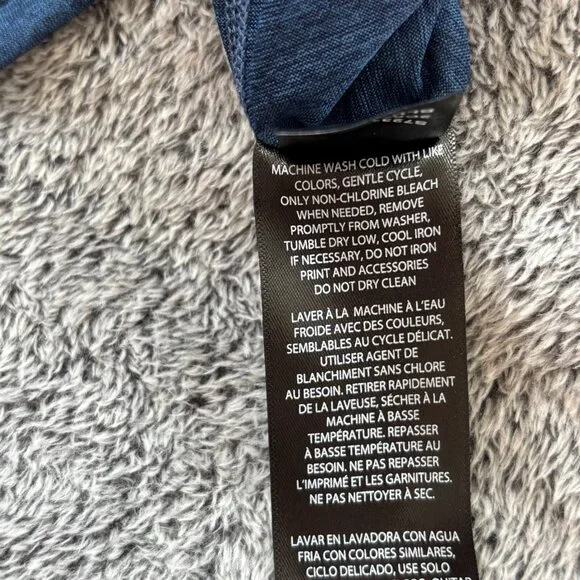 MACHINE WASH COLD WITH LIKE
COLORS, GENTLE CYCLE,
ONLY NON-CHLORINE BLEACH
WHEN NEEDED, REMOVE
PROMPTLY FROM WASHER,
TUMBLE DRY LOW, COOL IRON
IF NECESSARY, DO NOT IRON
PRINT AND ACCESSORIES
DO NOT DRY CLEAN
LAVER À LA MACHINE À L'EAU
FROIDE AVEC DES COULEURS,
SEMBLABLES AU CYCLE DÉLICAT.
UTILISER AGENT DE
BLANCHIMENT SANS CHLORE
AU BESOIN. RETIRER RAPIDEMENT
DE LA LAVEUSE, SÉCHER À LA
MACHINE À BASSE
TEMPÉRATURE. REPASSER
À BASSE TEMPÉRATURE AU
BESOIN. NE PAS REPASSER
L'IMPRIMÉ ET LES GARNITURES.
NE PAS NETTOYER À SEC.
LAVAR EN LAVADORA CON AGUA
FRIA CON COLORES SIMILARES,
CICLO DELICADO, USE SOLO